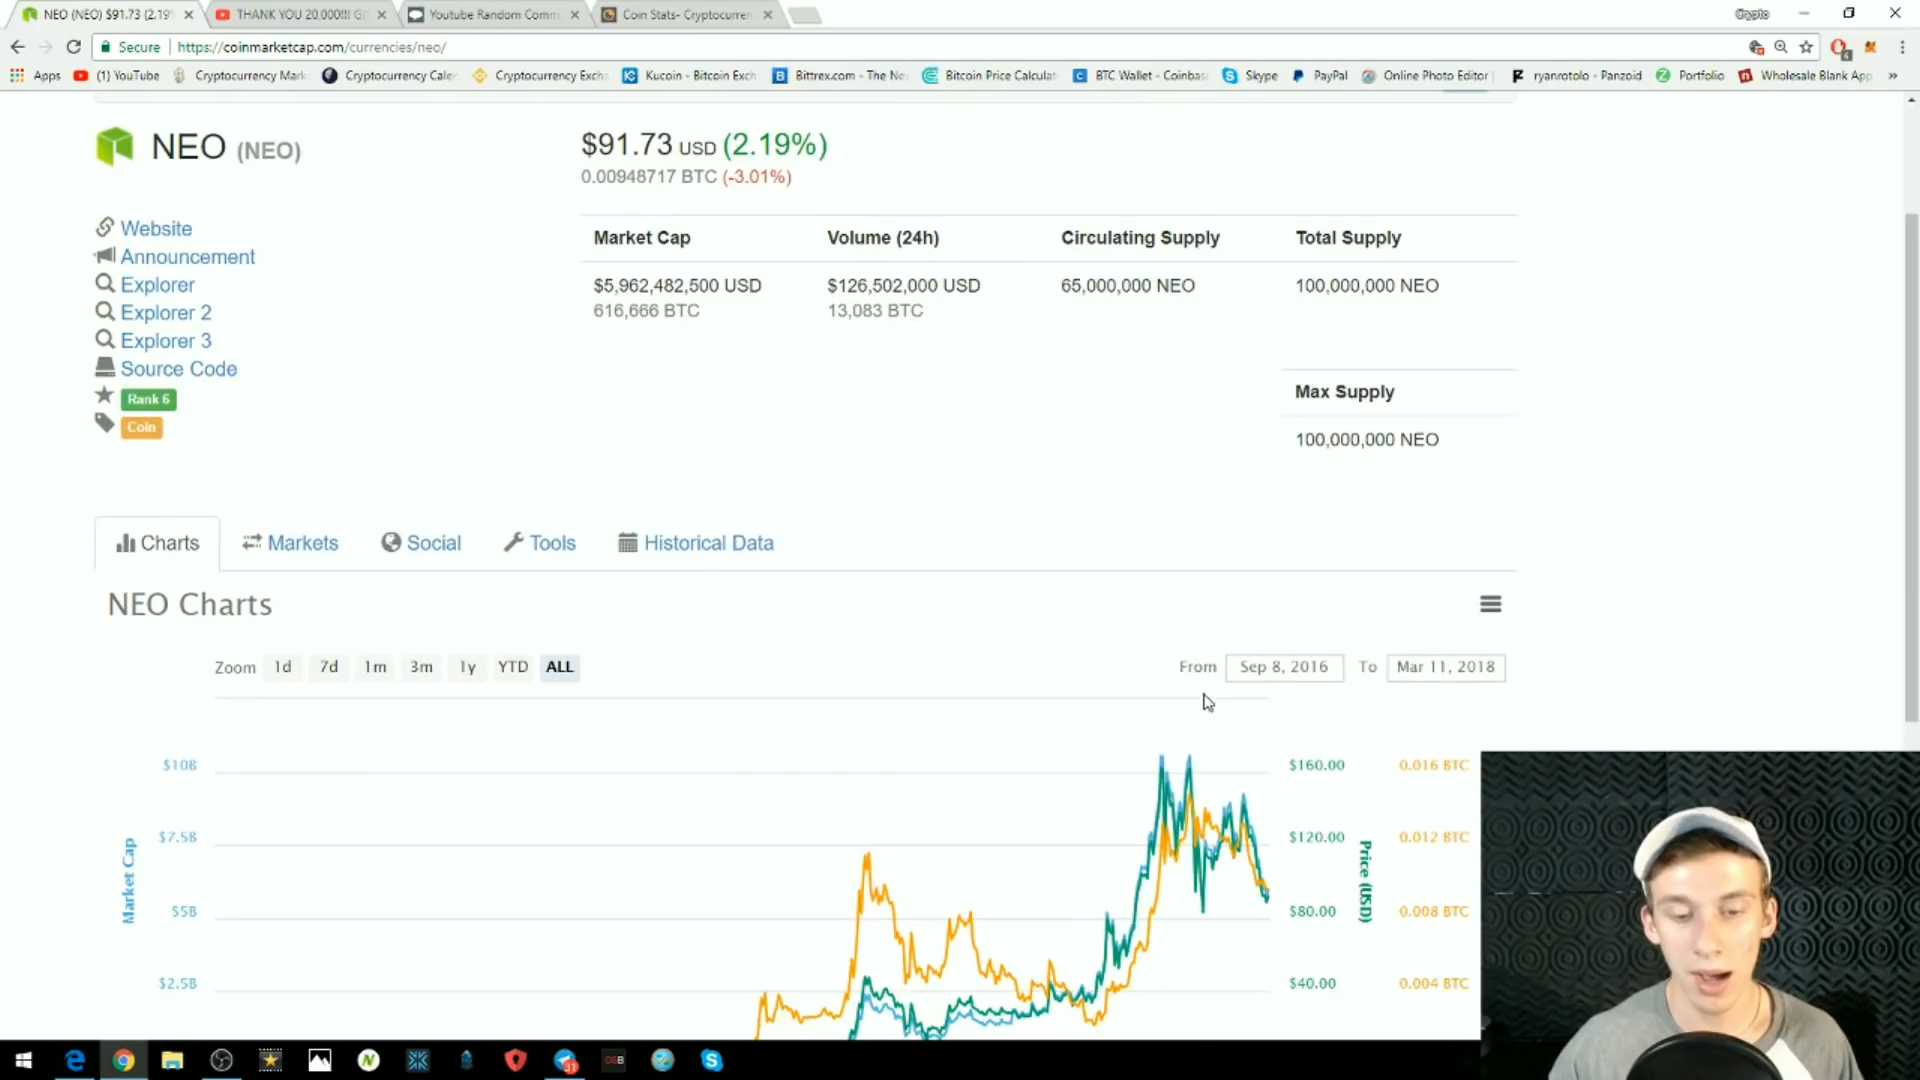 NEO (NEO) $91.73 (2.19%
THANK YOU 20,000!!! Gi
Youtube Random Comm
Coin Stats- Cryptocurren
Crypto
Secure
https://coinmarketcap.com/currencies/neo/
Apps
(1) YouTube
Cryptocurrency Mark
Cryptocurrency Caler
Cryptocurrency Excha
Kucoin - Bitcoin Exch
Bittrex.com - The Ne
Bitcoin Price Calculat
BTC Wallet - Coinbas
Skype
PayPal
Online Photo Editor
ryanrotolo - Panzoid
Portfolio
Wholesale Blank App
NEO (NEO)
$91.73 USD (2.19%)
0.00948717 BTC (-3.01%)
Website
Announcement
Explorer
Explorer 2
Explorer 3
Source Code
Rank 6
Coin
Market Cap
Volume (24h)
Circulating Supply
Total Supply
$5,962,482,500 USD
616,666 BTC
$126,502,000 USD
13,083 BTC
65,000,000 NEO
100,000,000 NEO
Max Supply
100,000,000 NEO
Charts
Markets
Social
Tools
Historical Data
NEO Charts
Zoom 1d 7d 1m 3m 1y YTD ALL
From Sep 8, 2016 To Mar 11, 2018
$10B
$7.5B
$5B
$2.5B
Market Cap
$160.00
$120.00
$80.00
$40.00
Price (USD)
0.016 BTC
0.012 BTC
0.008 BTC
0.004 BTC